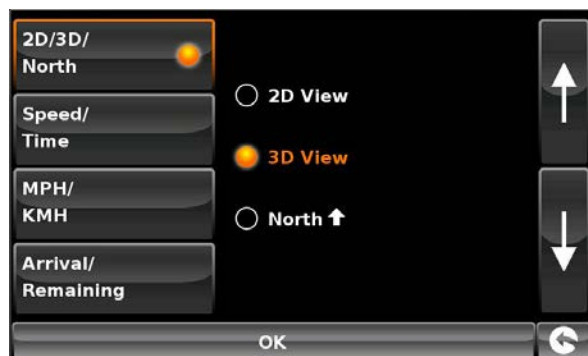 2D/3D/
North
Speed/
Time
MPH/
KMH
Arrival/
Remaining
2D View
3D View
North
OK